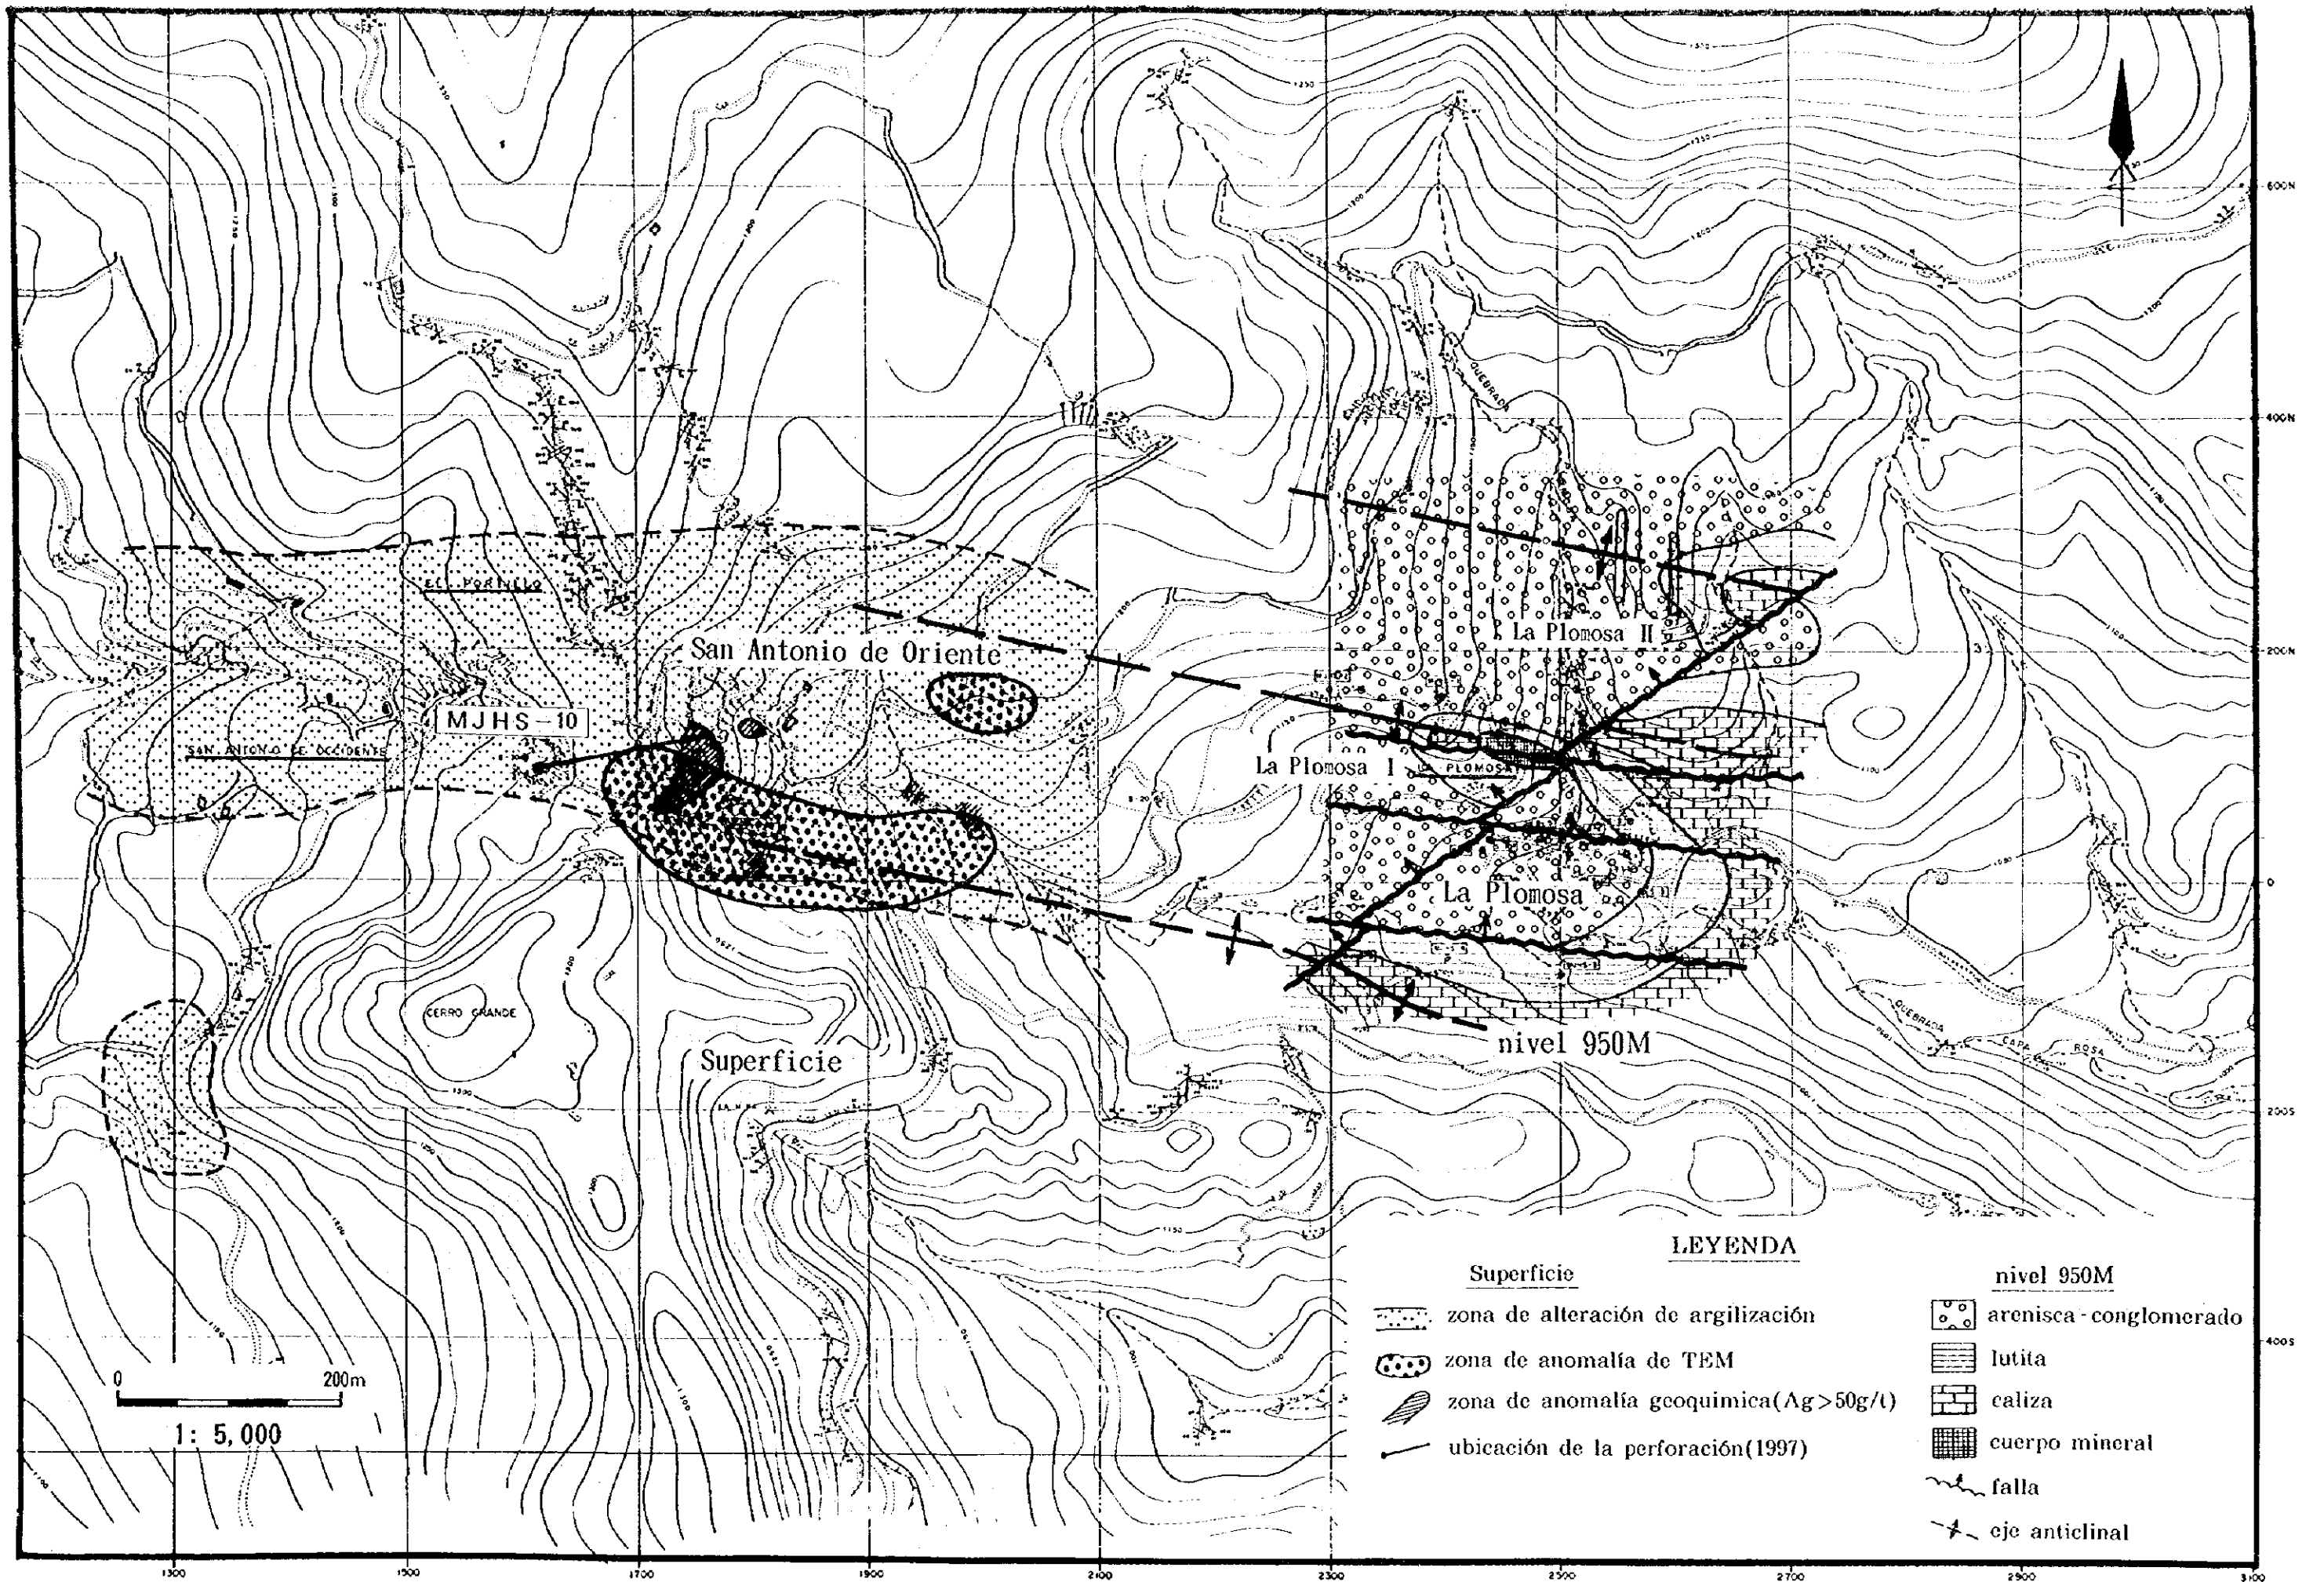 600N
QUEBRADA
400N
EL PORTILLO
La Plomosa II
San Antonio de Oriente
200N
MJHS-10
SAN ANTONIO DE OCCIDENTE
La Plomosa I
LA PLOMOSA
La Plomosa
0
CERRO GRANDE
QUEBRADA
CAPA ROSA
nivel 950M
Superficie
200S
LEYENDA
Superficie
zona de alteración de argilización
zona de anomalía de TEM
zona de anomalía geoquimica(Ag>50g/t)
ubicación de la perforación(1997)
nivel 950M
arenisca-conglomerado
lutita
caliza
cuerpo mineral
falla
eje anticlinal
400S
0 200m
1: 5,000
1300 1500 1700 1900 2100 2300 2500 2700 2900 3100